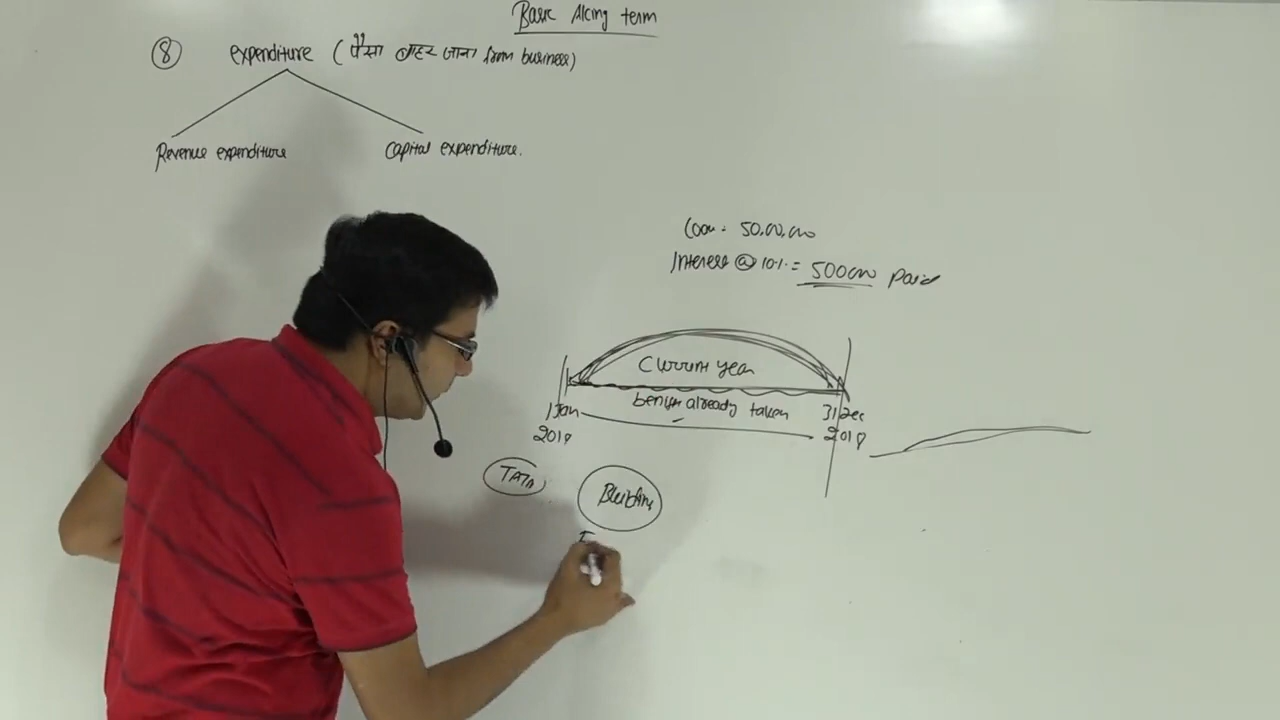 Basic A/cing term
⑧ expenditure (पैसा बाहर जाना from business)
Revenue expenditure
Capital expenditure.
Loan = 50,00,000
Interest @ 10% = 500000 Paid
Current year
benefit already taken
1 Jan
2018
31 Dec
2018
TATA
Building